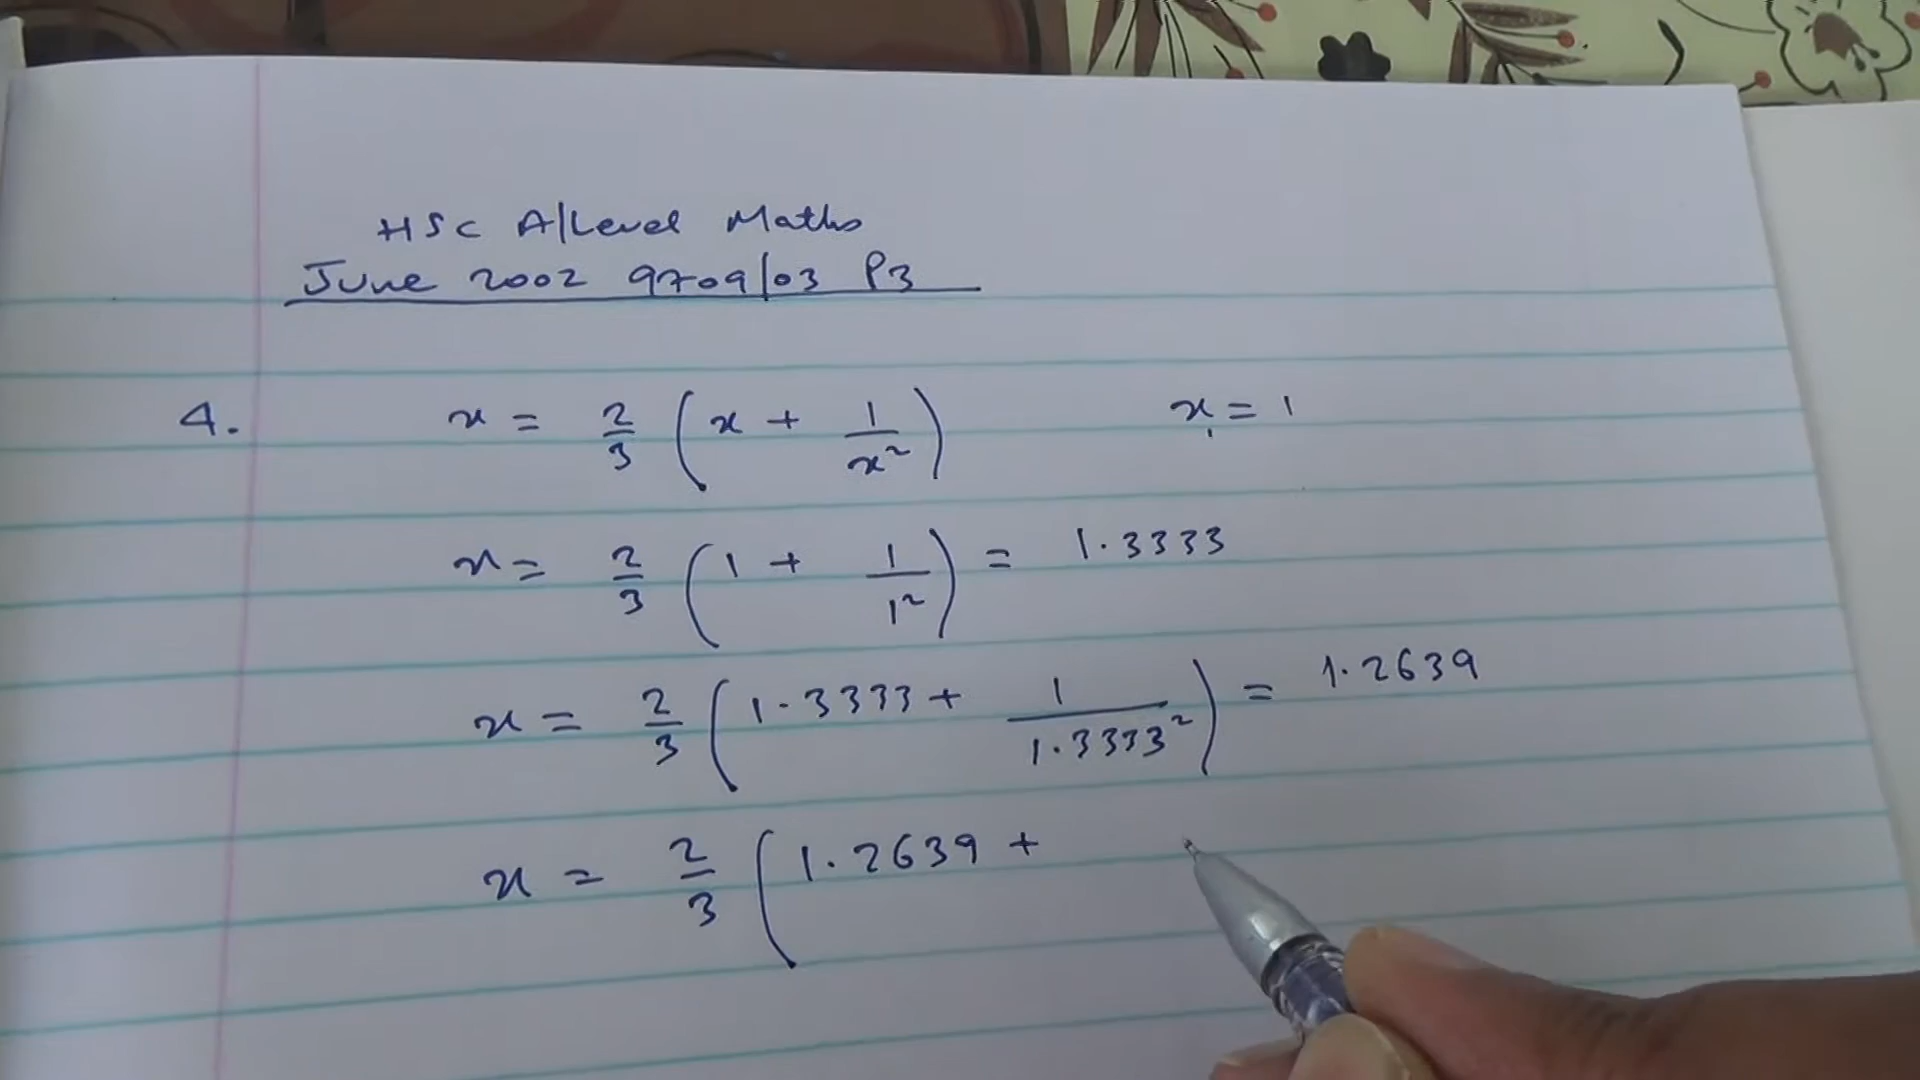 HSC A/Level Maths
June 2002 9709/03 P3
4. x = 2/3 (x + 1/x²) x₁ = 1
x = 2/3 (1 + 1/1²) = 1.3333
x = 2/3 (1.3333 + 1/1.3333²) = 1.2639
x = 2/3 (1.2639 +